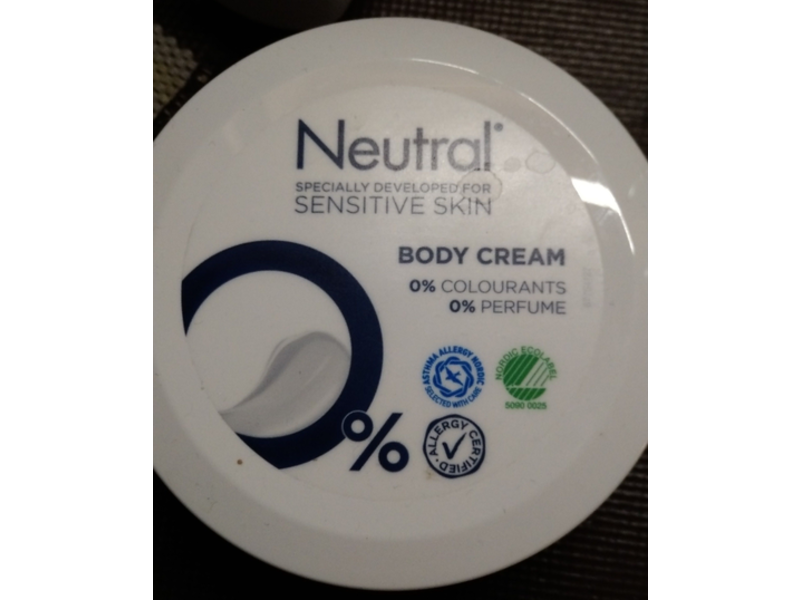 Neutral
SPECIALLY DEVELOPED FOR
SENSITIVE SKIN
BODY CREAM
0% COLOURANTS
0% PERFUME
0%
ASTHMA ALLERGY NORDIC
SELECTED WITH CARE
NORDIC ECOLABEL
5090 0025
ALLERGY CERTIFIED